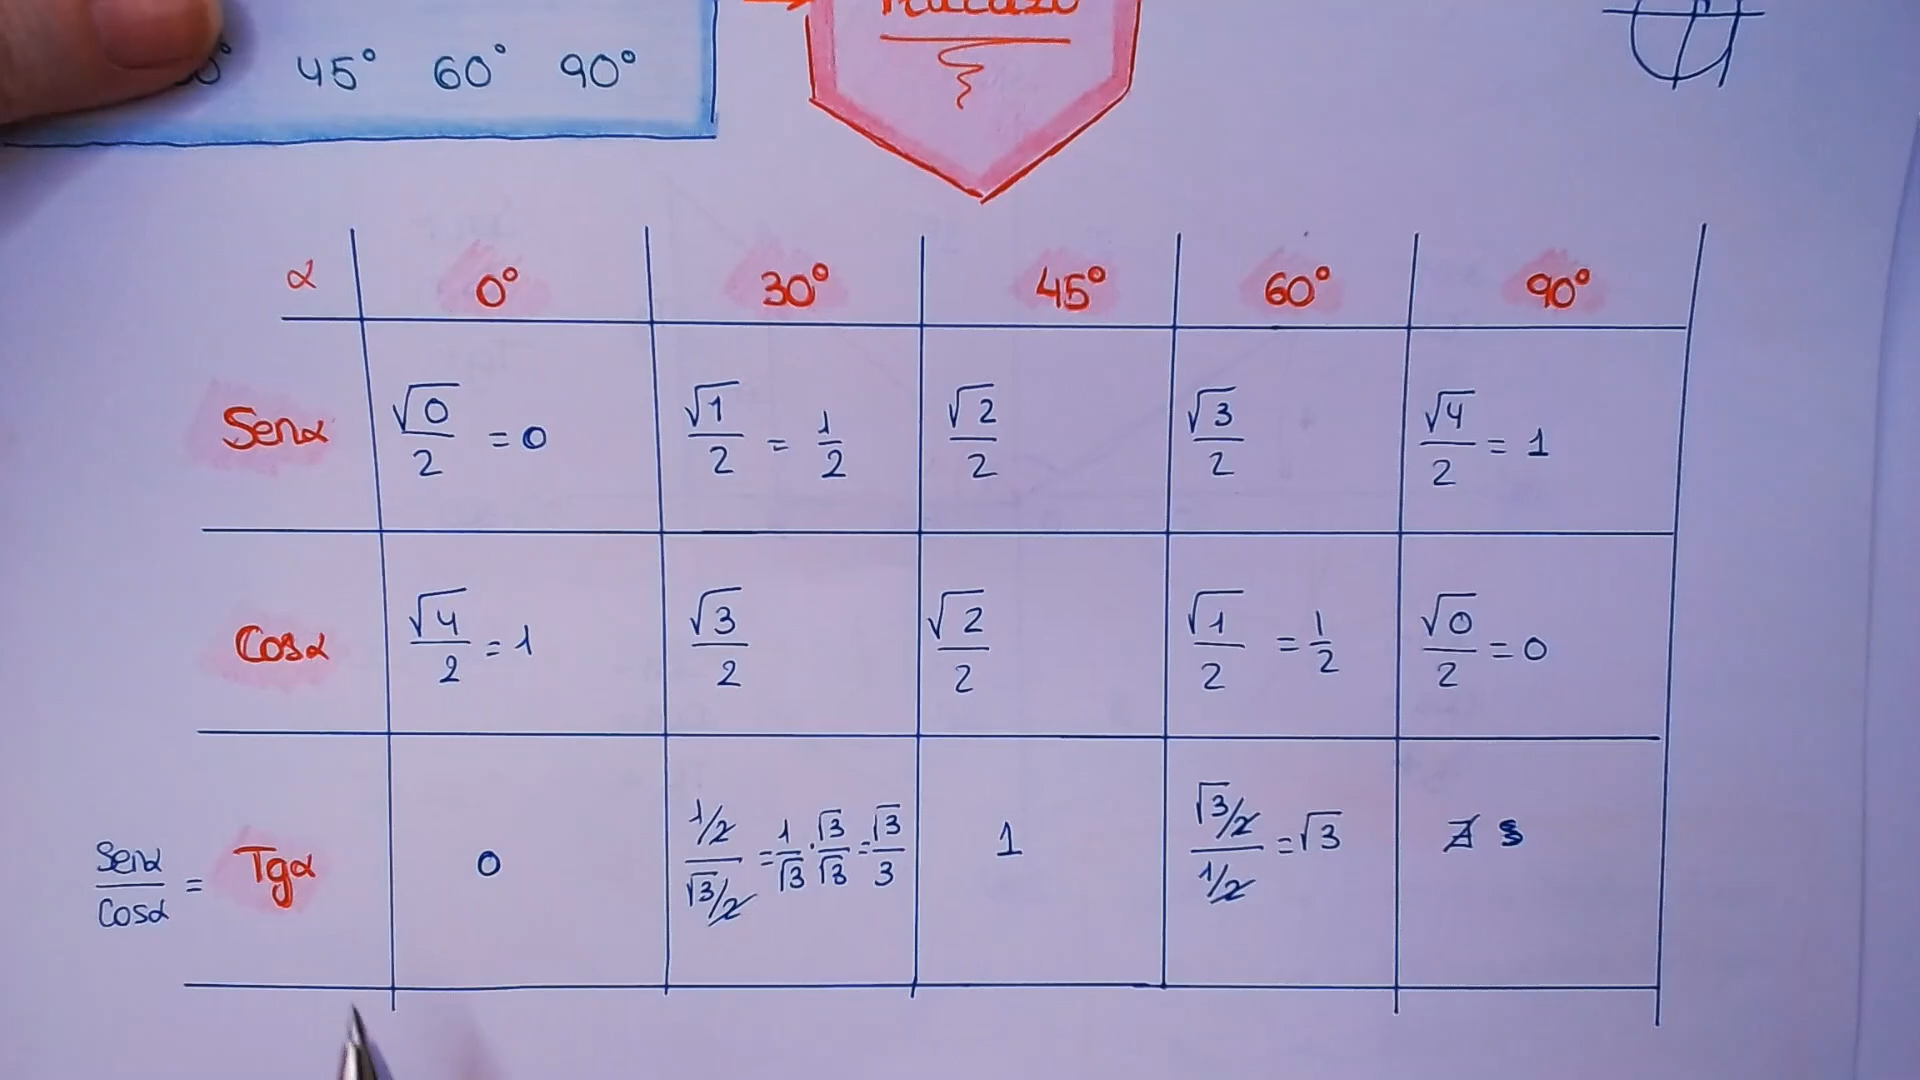 45° 60° 90°
α 0° 30° 45° 60° 90°
Senα √0/2 = 0 √1/2 = 1/2 √2/2 √3/2 √4/2 = 1
Cosα √4/2 = 1 √3/2 √2/2 √1/2 = 1/2 √0/2 = 0
Senα/Cosα = Tgα 0 (1/2)/(√3/2) = 1/√3 · √3/√3 = √3/3 1 (√3/2)/(1/2) = √3